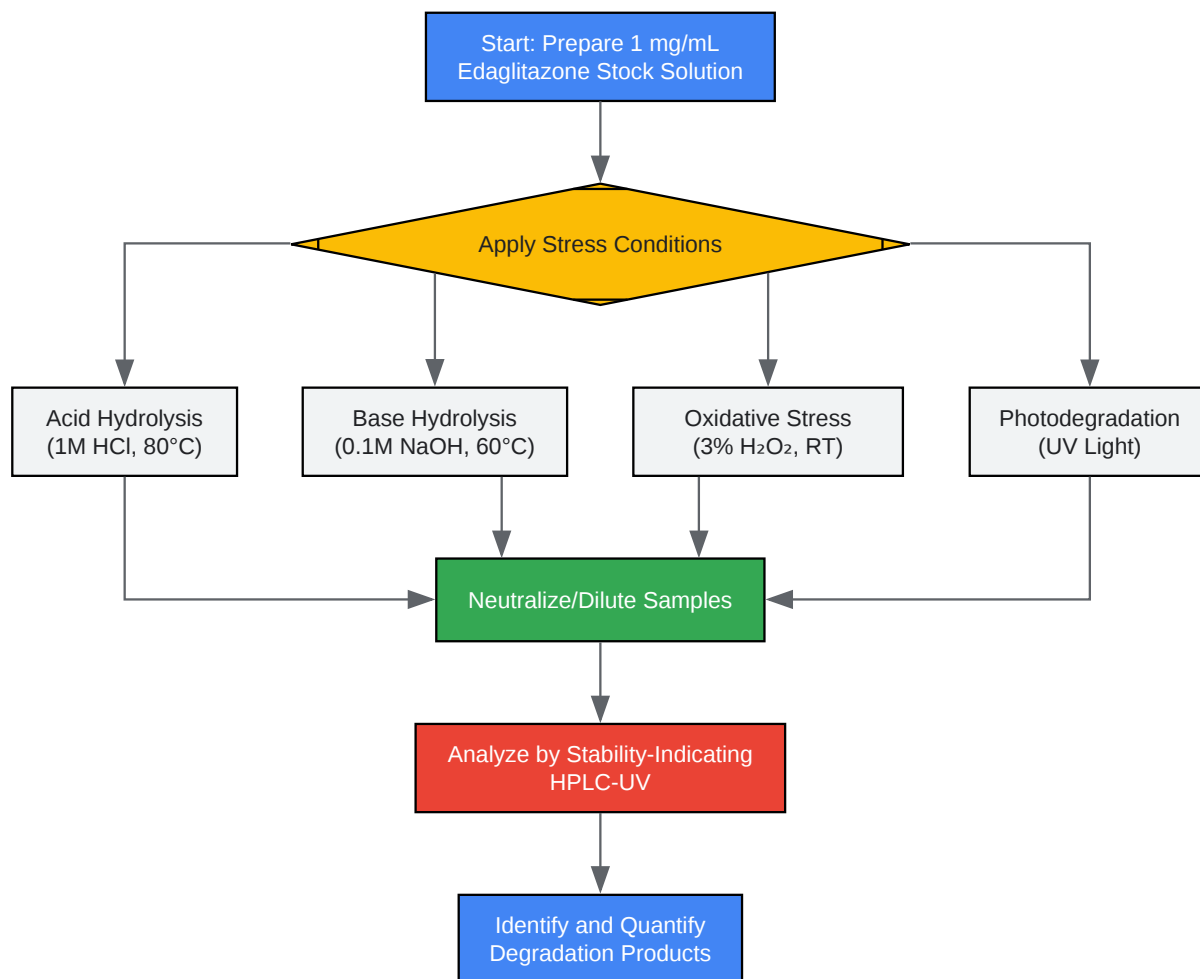 Start: Prepare 1 mg/mL
Edaglitazone Stock Solution
Apply Stress Conditions
Acid Hydrolysis
(1M HCl, 80°C)
Base Hydrolysis
(0.1M NaOH, 60°C)
Oxidative Stress
(3% H₂O₂, RT)
Photodegradation
(UV Light)
Neutralize/Dilute Samples
Analyze by Stability-Indicating
HPLC-UV
Identify and Quantify
Degradation Products